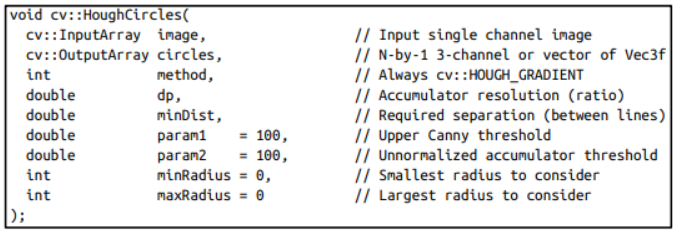 void cv::HoughCircles(
  cv::InputArray  image,                // Input single channel image
  cv::OutputArray circles,              // N-by-1 3-channel or vector of Vec3f
  int             method,               // Always cv::HOUGH_GRADIENT
  double          dp,                   // Accumulator resolution (ratio)
  double          minDist,              // Required separation (between lines)
  double          param1    = 100,      // Upper Canny threshold
  double          param2    = 100,      // Unnormalized accumulator threshold
  int             minRadius = 0,        // Smallest radius to consider
  int             maxRadius = 0         // Largest radius to consider
);